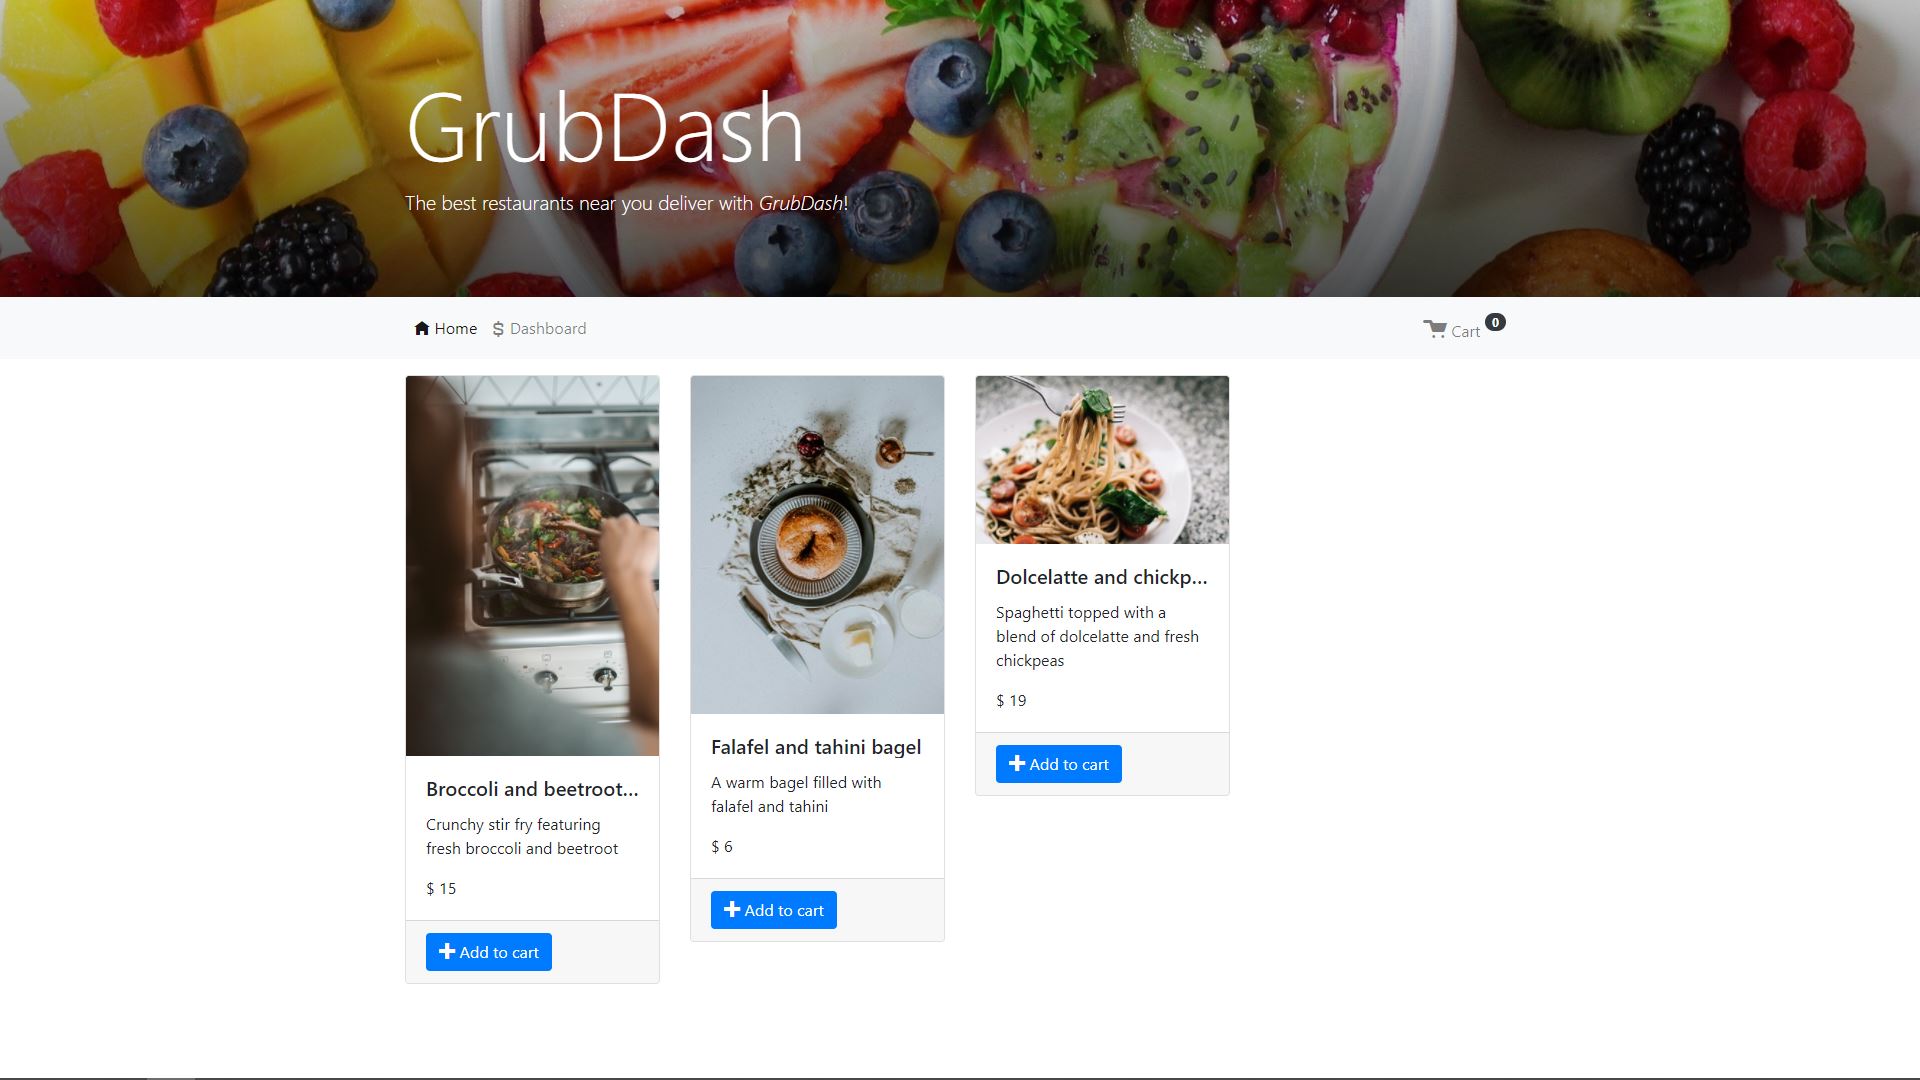 GrubDash
The best restaurants near you deliver with GrubDash!
Home
$ Dashboard
Cart 0
Broccoli and beetroot...
Crunchy stir fry featuring
fresh broccoli and beetroot
$ 15
Add to cart
Falafel and tahini bagel
A warm bagel filled with
falafel and tahini
$ 6
Add to cart
Dolcelatte and chickp...
Spaghetti topped with a
blend of dolcelatte and fresh
chickpeas
$ 19
Add to cart